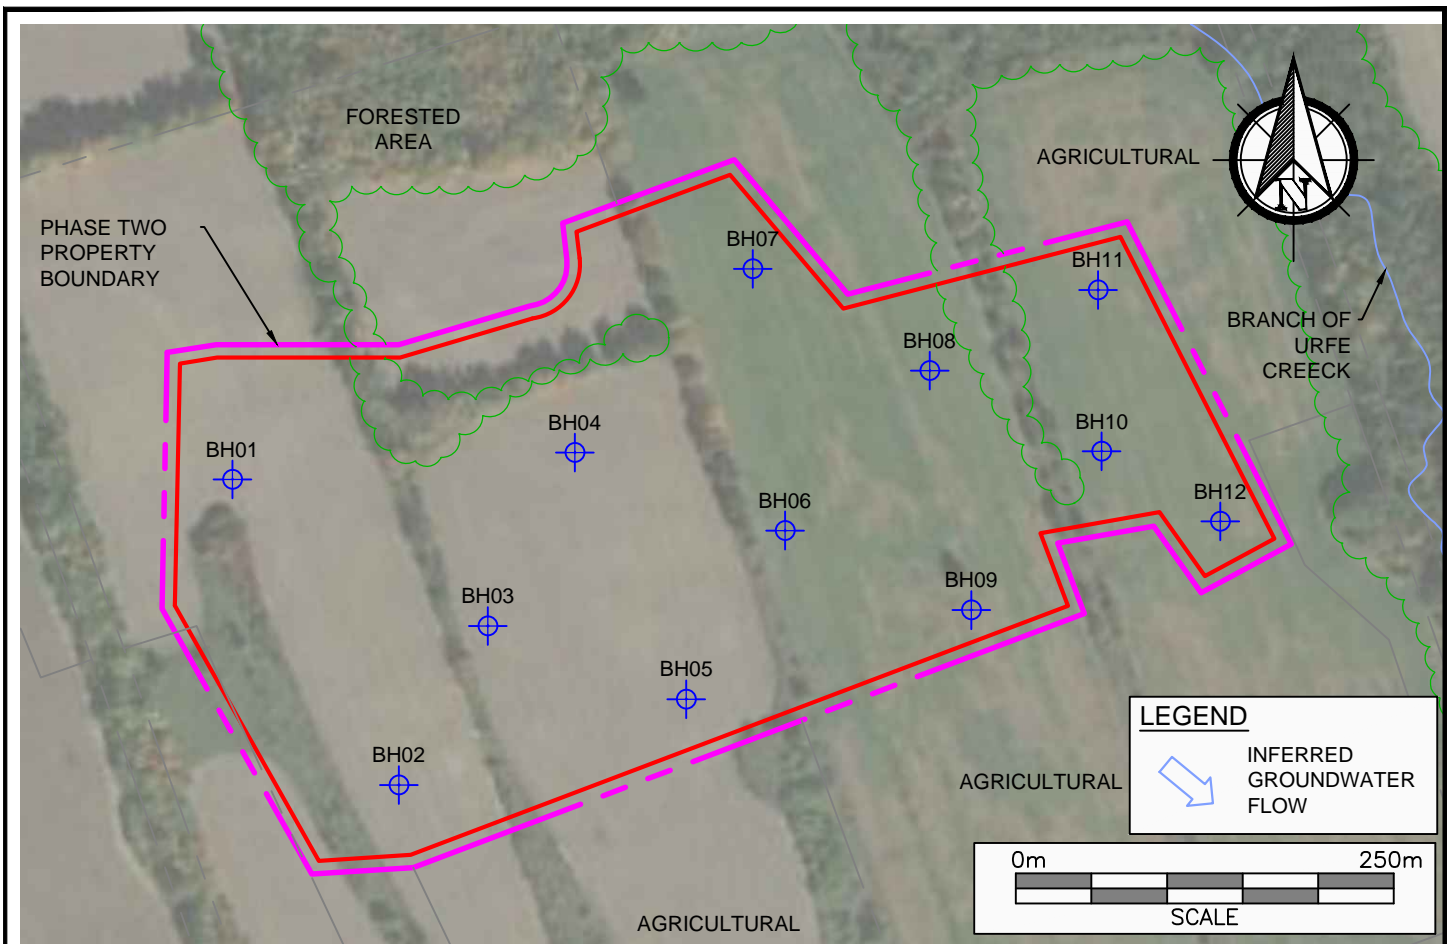 FORESTED
AREA
AGRICULTURAL
N
PHASE TWO
PROPERTY
BOUNDARY
BH07
BH11
BRANCH OF
URFE
CREECK
BH08
BH04
BH10
BH01
BH06
BH12
BH03
BH09
BH05
BH02
LEGEND
INFERRED
GROUNDWATER
FLOW
AGRICULTURAL
0m 250m
SCALE
AGRICULTURAL